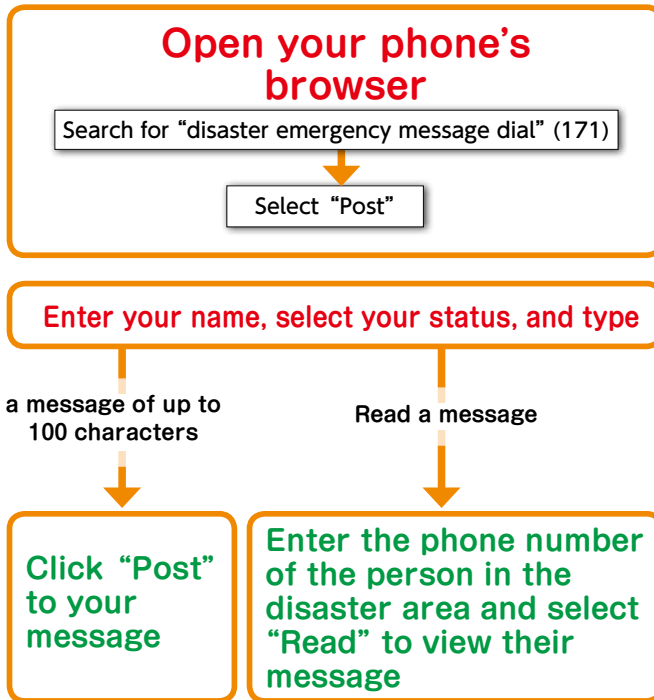 Open your phone's
browser
Search for “disaster emergency message dial” (171)
Select “Post”
Enter your name, select your status, and type
a message of up to
100 characters
Read a message
Click “Post”
to your
message
Enter the phone number
of the person in the
disaster area and select
“Read” to view their
message